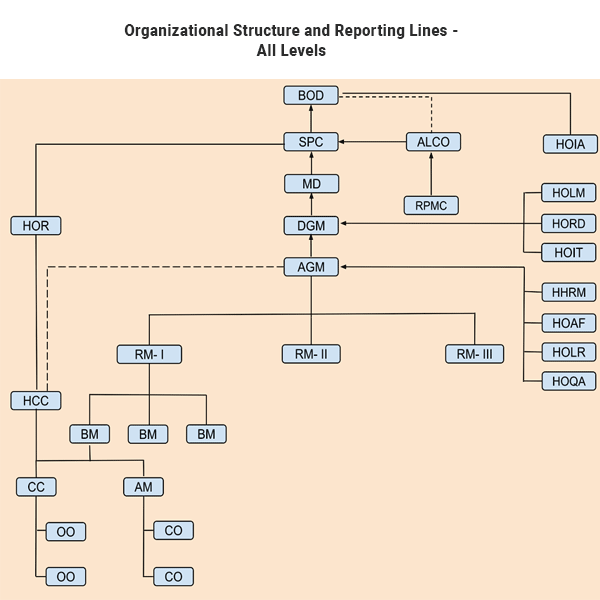 Organizational Structure and Reporting Lines -
All Levels
BOD
SPC
ALCO
HOIA
MD
RPMC
HOLM
HOR
DGM
HORD
HOIT
AGM
HHRM
HOAF
RM- I
RM- II
RM- III
HOLR
HOQA
HCC
BM
BM
BM
CC
AM
OO
CO
OO
CO